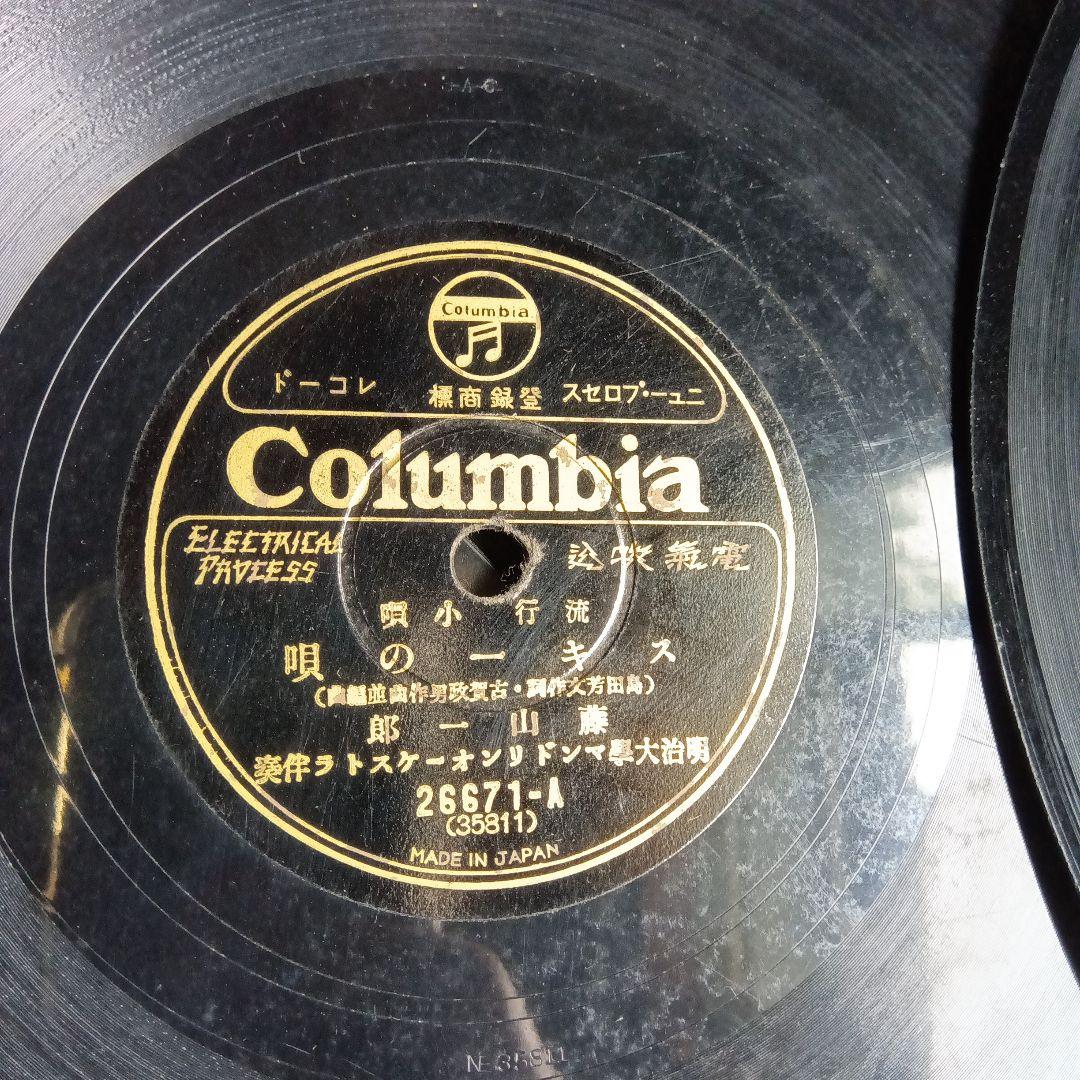 Columbia
ニュー・プロセス 登録商標 レコード
Columbia
ELECTRICAL
PROCESS
電氣吹込
流行小唄
スキーの唄
(島田芳文作詞・古賀政男作曲並編曲)
藤山一郎
明治大學マンドリンオーケストラ伴奏
26671-A
(35811)
MADE IN JAPAN
35811